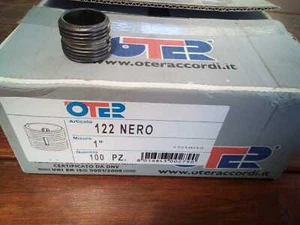 OTER
www.oteraccordi.it
OTER
Articolo
122 NERO
Misura
1"
Quantità
100 PZ.
CERTIFICATO DA DNV
OTER
www.oteraccordi.it